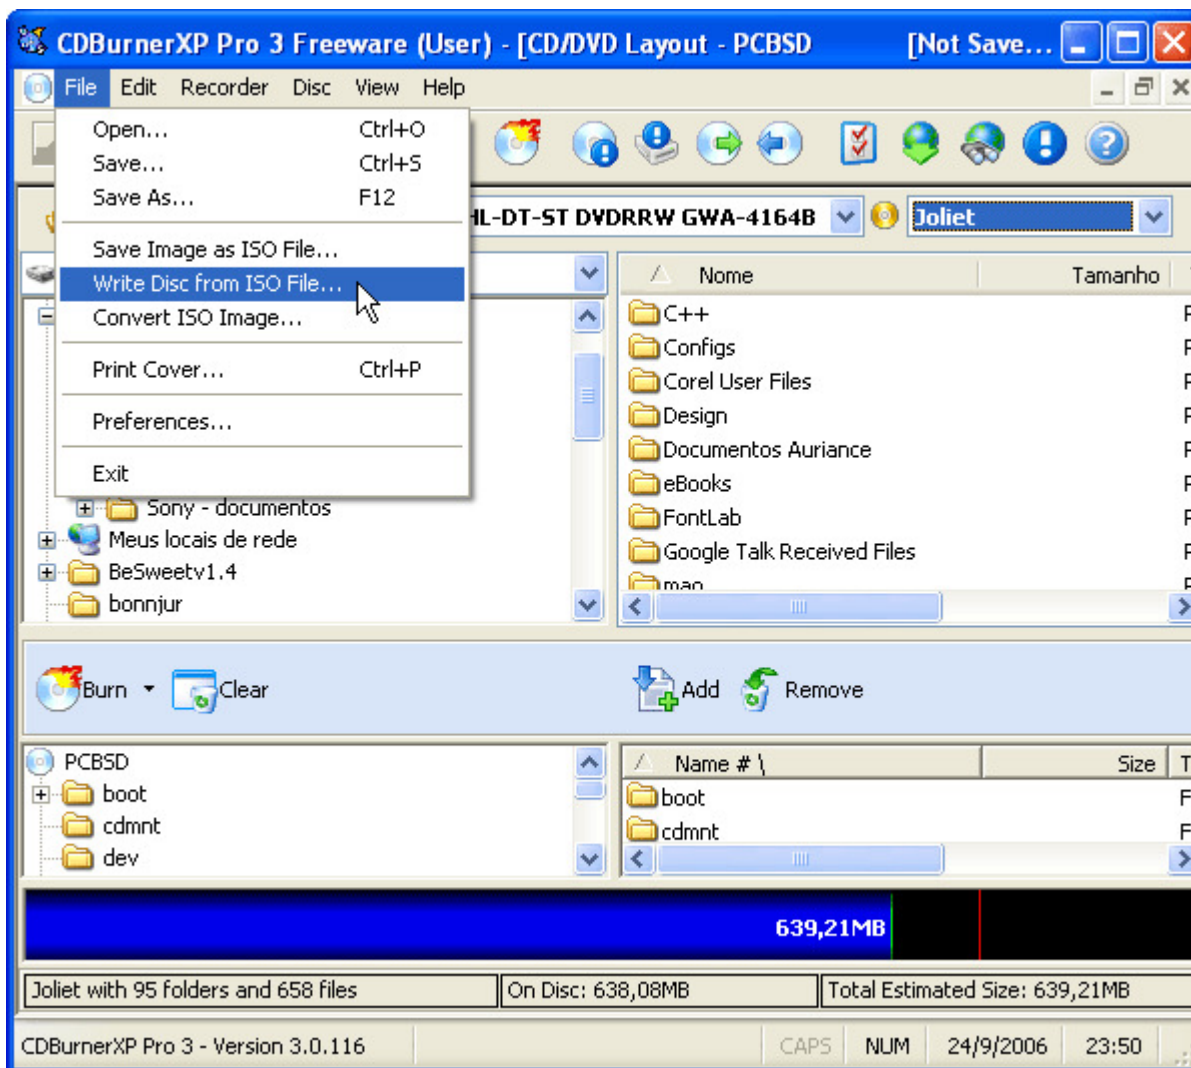 CDBurnerXP Pro 3 Freeware (User) - [CD/DVD Layout - PCBSD [Not Save...
File Edit Recorder Disc View Help
Open... Ctrl+O
Save... Ctrl+S
Save As... F12
Save Image as ISO File...
Write Disc from ISO File...
Convert ISO Image...
Print Cover... Ctrl+P
Preferences...
Exit
HL-DT-ST DVDRRW GWA-4164B
Joliet
Nome Tamanho
C++
Configs
Corel User Files
Design
Documentos Auriance
eBooks
FontLab
Google Talk Received Files
Sony - documentos
Meus locais de rede
BeSweetv1.4
bonnjur
Burn Clear Add Remove
PCBSD
boot
cdmnt
dev
Name # \ Size T
boot F
cdmnt F
639,21MB
Joliet with 95 folders and 658 files On Disc: 638,08MB Total Estimated Size: 639,21MB
CDBurnerXP Pro 3 - Version 3.0.116 CAPS NUM 24/9/2006 23:50